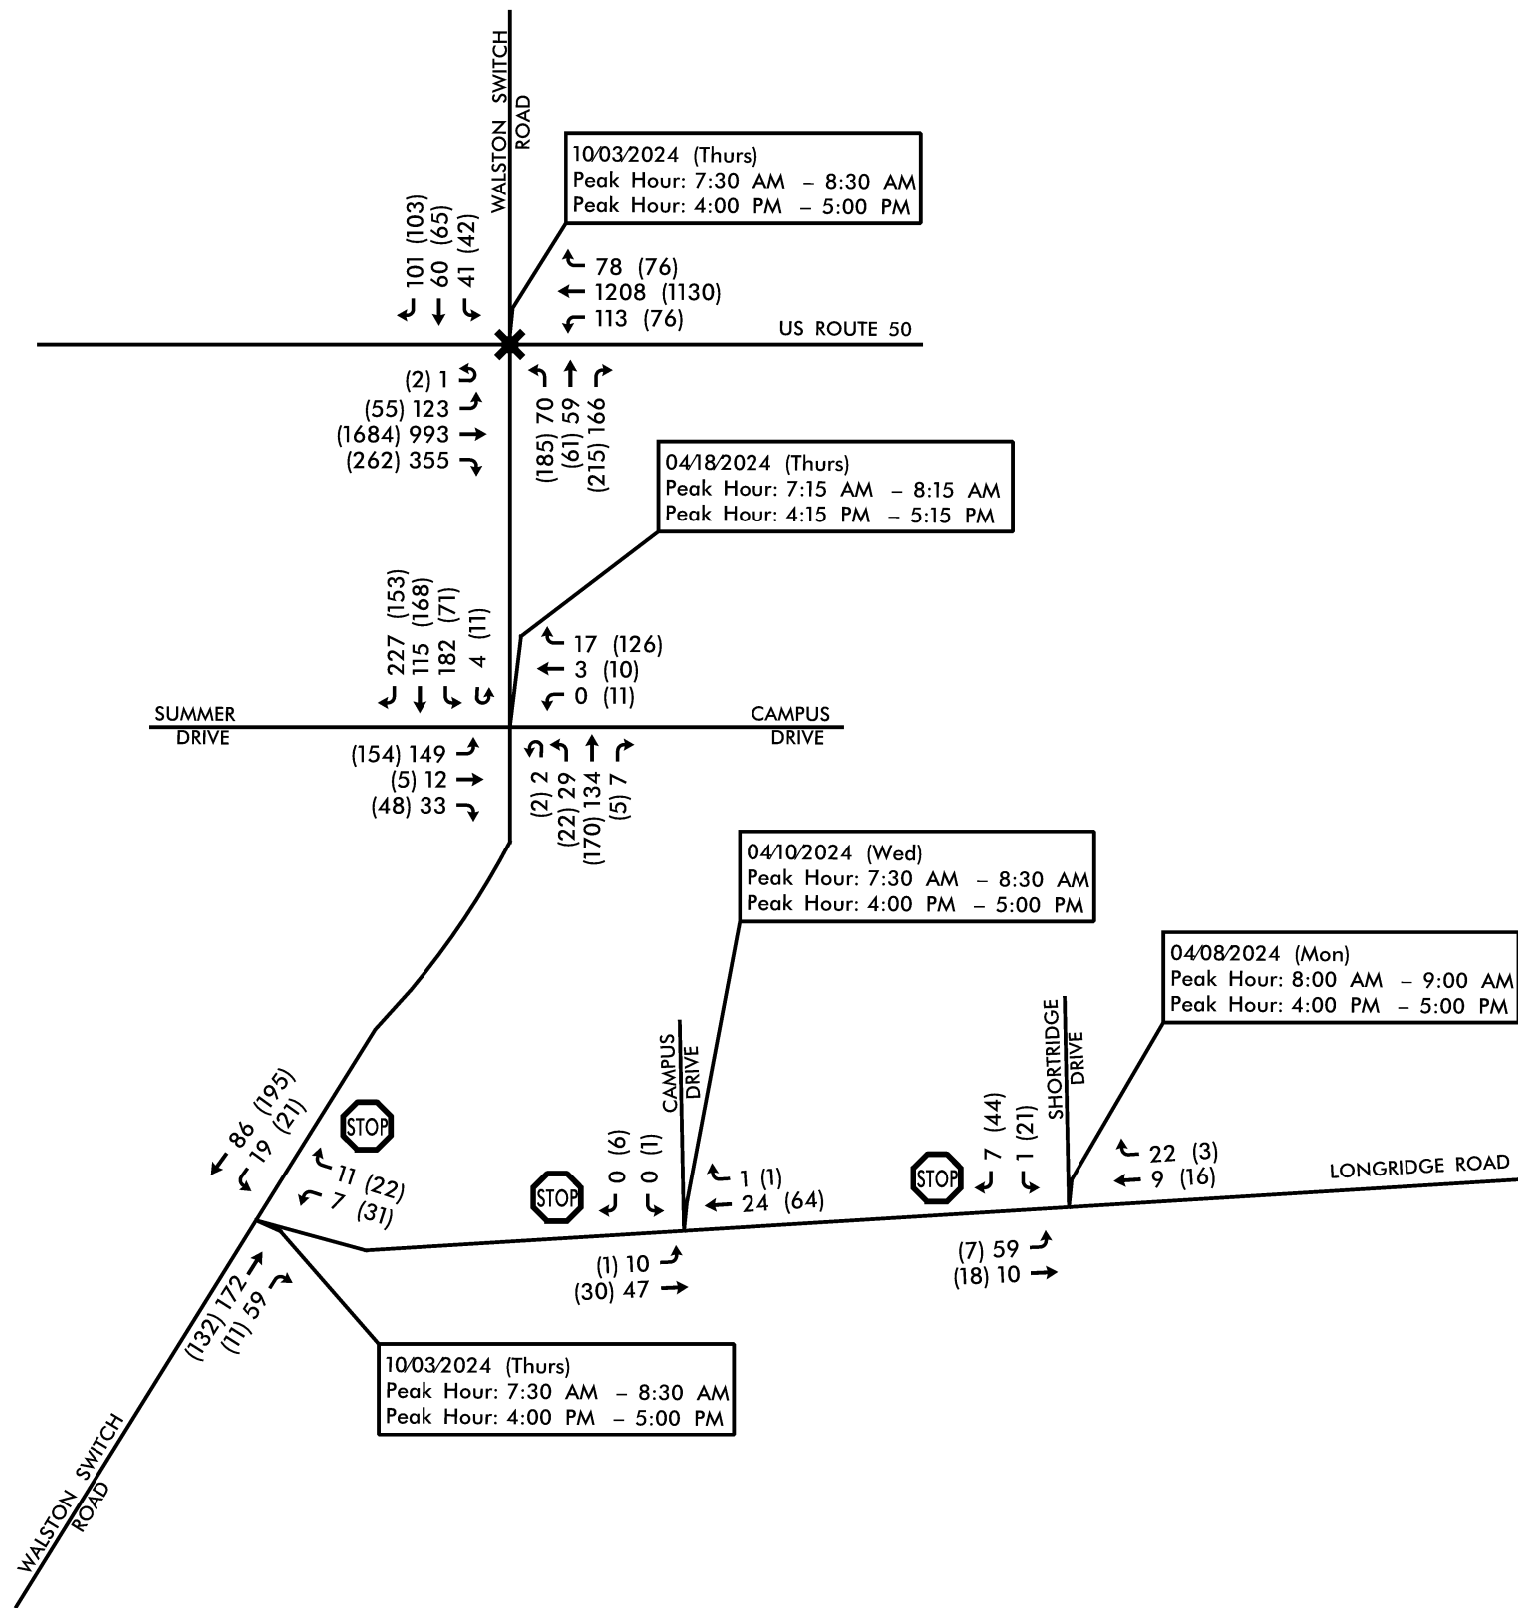 WALSTON SWITCH
ROAD
10/03/2024 (Thurs)
Peak Hour: 7:30 AM – 8:30 AM
Peak Hour: 4:00 PM – 5:00 PM
101 (103)
60 (65)
41 (42)
78 (76)
1208 (1130)
113 (76)
US ROUTE 50
(2) 1
(55) 123
(1684) 993
(262) 355
(185) 70
(61) 59
(215) 166
04/18/2024 (Thurs)
Peak Hour: 7:15 AM – 8:15 AM
Peak Hour: 4:15 PM – 5:15 PM
227 (153)
115 (168)
182 (71)
4 (11)
17 (126)
3 (10)
0 (11)
SUMMER
DRIVE
CAMPUS
DRIVE
(154) 149
(5) 12
(48) 33
(2) 2
(22) 29
(170) 134
(5) 7
04/10/2024 (Wed)
Peak Hour: 7:30 AM – 8:30 AM
Peak Hour: 4:00 PM – 5:00 PM
04/08/2024 (Mon)
Peak Hour: 8:00 AM – 9:00 AM
Peak Hour: 4:00 PM – 5:00 PM
86 (195)
19 (21)
STOP
11 (22)
7 (31)
CAMPUS
DRIVE
STOP
0 (6)
0 (1)
1 (1)
24 (64)
SHORTRIDGE
DRIVE
STOP
7 (44)
1 (21)
22 (3)
9 (16)
LONGRIDGE ROAD
(1) 10
(30) 47
(7) 59
(18) 10
(132) 172
(11) 59
10/03/2024 (Thurs)
Peak Hour: 7:30 AM – 8:30 AM
Peak Hour: 4:00 PM – 5:00 PM
WALSTON SWITCH
ROAD